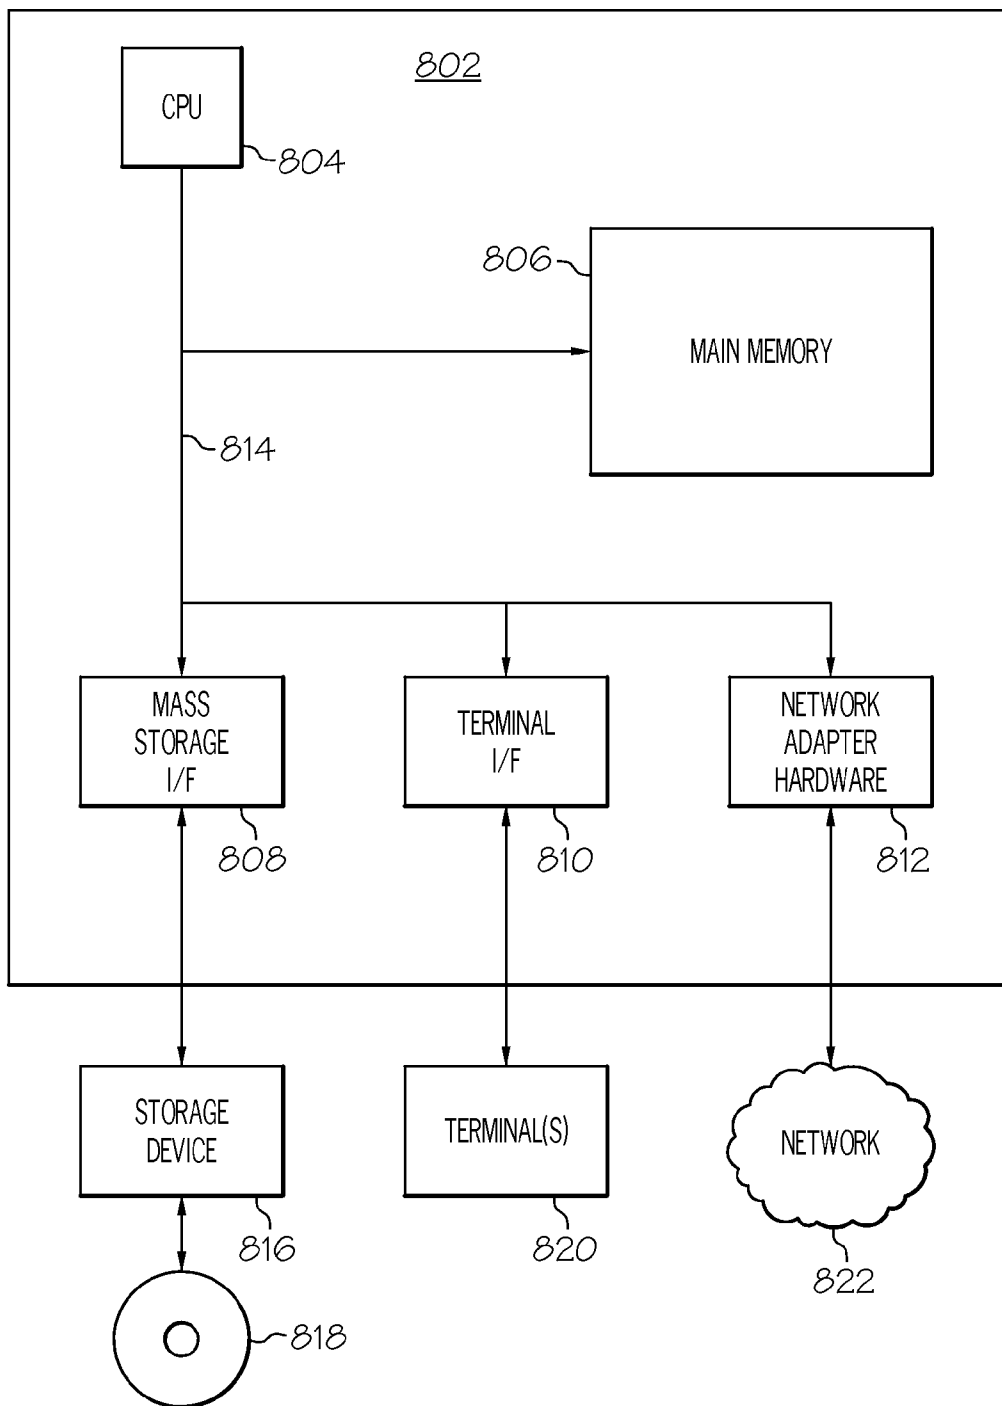 802
CPU
804
806
MAIN MEMORY
814
MASS
STORAGE
I/F
808
TERMINAL
I/F
810
NETWORK
ADAPTER
HARDWARE
812
STORAGE
DEVICE
816
TERMINAL(S)
820
NETWORK
822
818